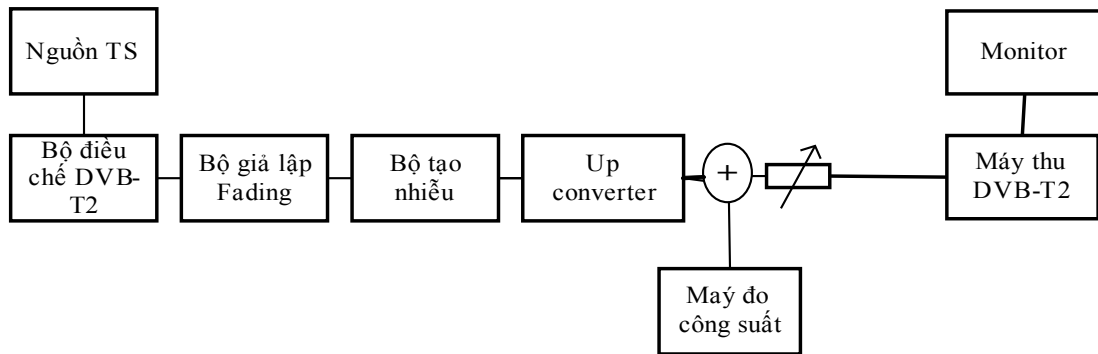 Nguồn TS
Monitor
Bộ điều
chế DVB-
T2
Bộ giả lập
Fading
Bộ tạo
nhiễu
Up
converter
+
Máy thu
DVB-T2
Maý đo
công suất